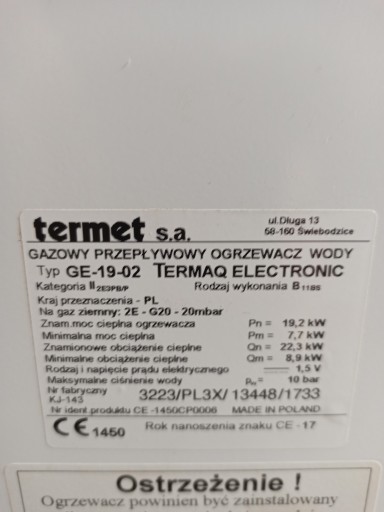 termet s.a.
ul.Długa 13
58-160 Świebodzice
GAZOWY PRZEPŁYWOWY OGRZEWACZ WODY
Typ GE-19-02 TERMAQ ELECTRONIC
Kategoria II2E3PB/P Rodzaj wykonania B11BS
Kraj przeznaczenia - PL
Na gaz ziemny: 2E - G20 - 20mbar
Znam.moc cieplna ogrzewacza Pn = 19,2 kW
Minimalna moc cieplna Pm = 7,7 kW
Znamionowe obciążenie cieplne Qn = 22,3 kW
Minimalne obciążenie cieplne Qm = 8,9 kW
Rodzaj i napięcie prądu elektrycznego 1,5 V
Maksymalne ciśnienie wody pw = 10 bar
Nr fabryczny
KJ-143 3223/PL3X/ 13448/1733
Nr ident produktu CE -1450CP0006 MADE IN POLAND
CE 1450 Rok nanoszenia znaku CE - 17
Ostrzeżenie !
Ogrzewacz powinien być zainstalowany